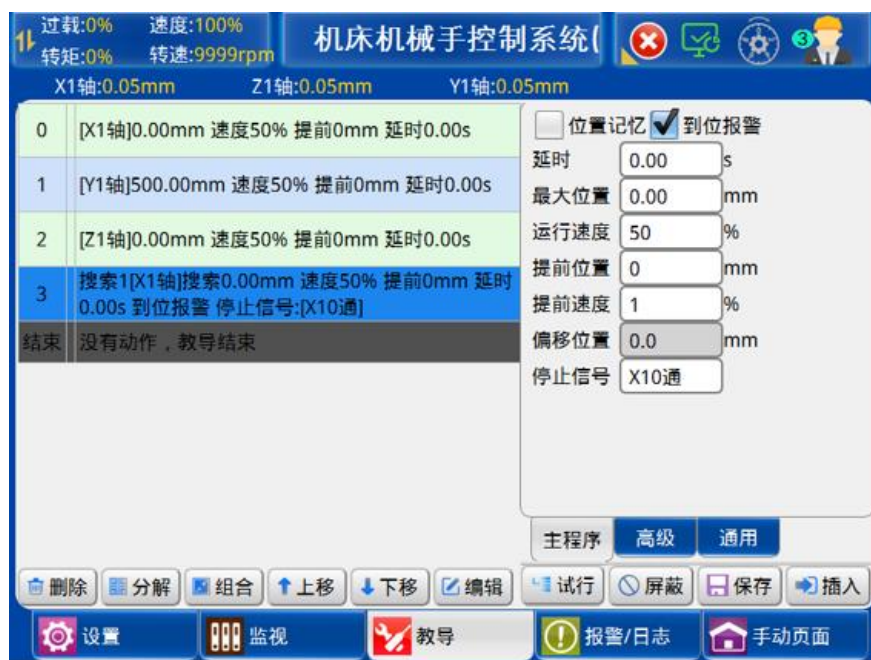 过载:0% 速度:100%
转矩:0% 转速:9999rpm
机床机械手控制系统(
3
X1轴:0.05mm Z1轴:0.05mm Y1轴:0.05mm
0 [X1轴]0.00mm 速度50% 提前0mm 延时0.00s
1 [Y1轴]500.00mm 速度50% 提前0mm 延时0.00s
2 [Z1轴]0.00mm 速度50% 提前0mm 延时0.00s
3 搜索1[X1轴]搜索0.00mm 速度50% 提前0mm 延时
0.00s 到位报警 停止信号:[X10通]
结束 没有动作，教导结束
位置记忆 到位报警
延时 0.00 s
最大位置 0.00 mm
运行速度 50 %
提前位置 0 mm
提前速度 1 %
偏移位置 0.0 mm
停止信号 X10通
主程序 高级 通用
删除 分解 组合 上移 下移 编辑 试行 屏蔽 保存 插入
设置 监视 教导 报警/日志 手动页面